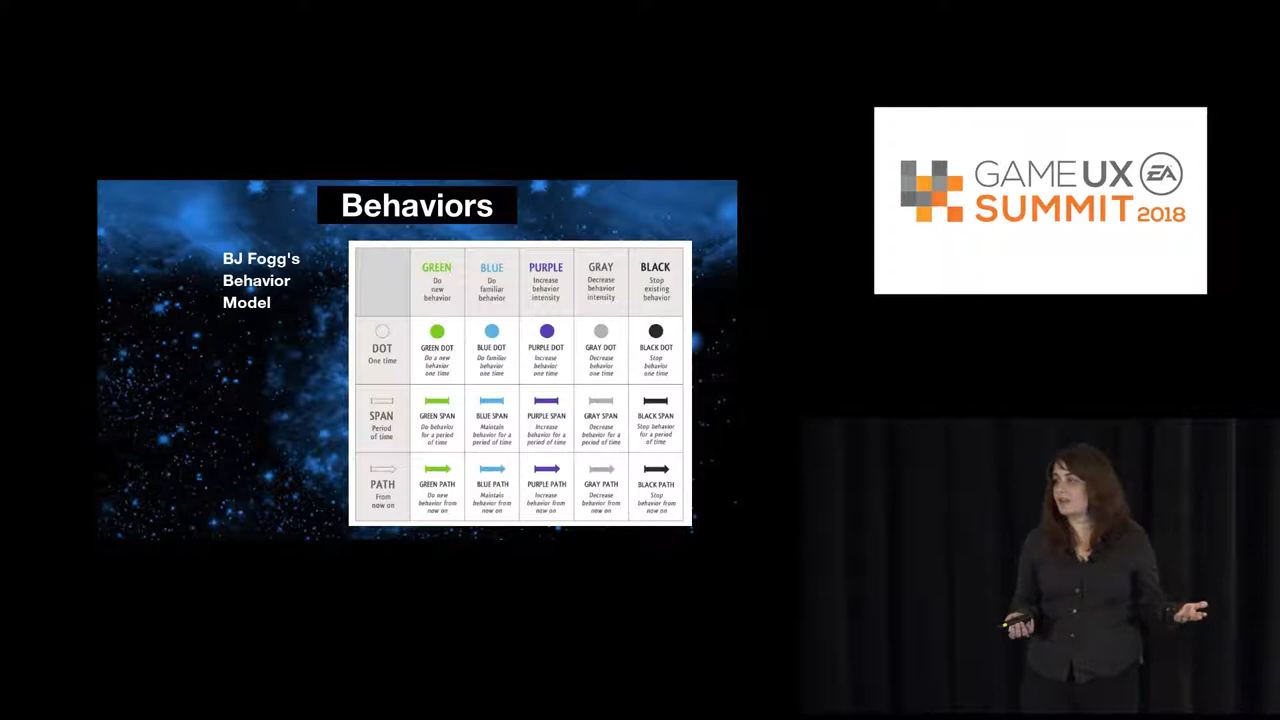 Behaviors
BJ Fogg's
Behavior
Model
GREEN
Do
new
behavior
BLUE
Do
familiar
behavior
PURPLE
Increase
behavior
intensity
GRAY
Decrease
behavior
intensity
BLACK
Stop
existing
behavior
DOT
One time
GREEN DOT
Do a new
behavior
one time
BLUE DOT
Do familiar
behavior
one time
PURPLE DOT
Increase
behavior
one time
GRAY DOT
Decrease
behavior
one time
BLACK DOT
Stop
behavior
one time
SPAN
Period
of time
GREEN SPAN
Do behavior
for a period
of time
BLUE SPAN
Maintain
behavior for a
period of time
PURPLE SPAN
Increase
behavior for a
period of time
GRAY SPAN
Decrease
behavior for a
period of time
BLACK SPAN
Stop behavior
for a period of
time
PATH
From
now on
GREEN PATH
Do new
behavior from
now on
BLUE PATH
Maintain
behavior from
now on
PURPLE PATH
Increase
behavior from
now on
GRAY PATH
Decrease
behavior from
now on
BLACK PATH
Stop
behavior from
now on
GAMEUX EA
SUMMIT 2018